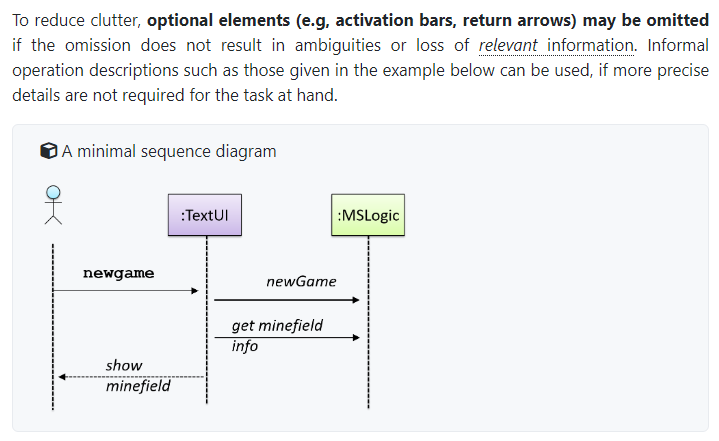 To reduce clutter, optional elements (e.g, activation bars, return arrows) may be omitted
if the omission does not result in ambiguities or loss of relevant information. Informal
operation descriptions such as those given in the example below can be used, if more precise
details are not required for the task at hand.
A minimal sequence diagram
:TextUI
:MSLogic
newgame
newGame
get minefield
info
show
minefield